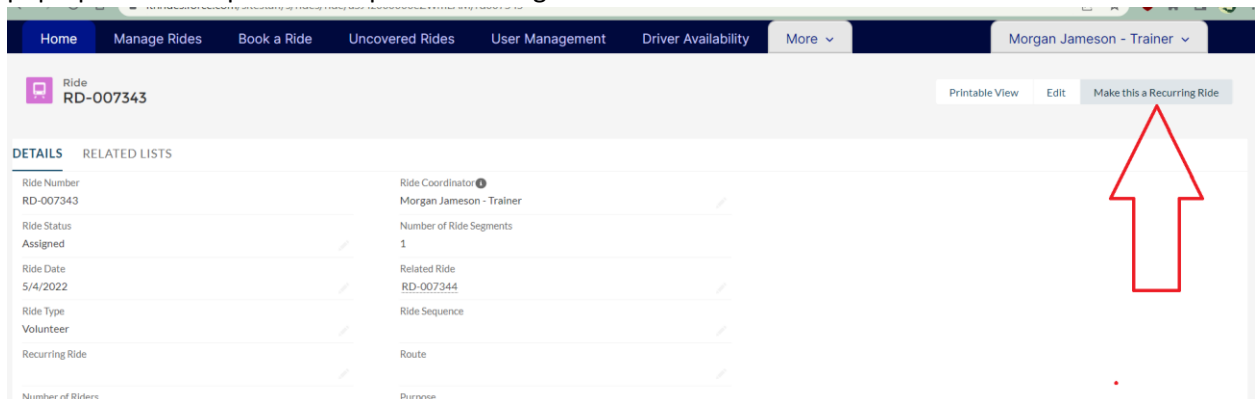 Home Manage Rides Book a Ride Uncovered Rides User Management Driver Availability More Morgan Jameson - Trainer
Ride
RD-007343
Printable View Edit Make this a Recurring Ride
DETAILS RELATED LISTS
Ride Number Ride Coordinator
RD-007343 Morgan Jameson - Trainer
Ride Status Number of Ride Segments
Assigned 1
Ride Date Related Ride
5/4/2022 RD-007344
Ride Type Ride Sequence
Volunteer
Recurring Ride Route
Number of Riders Purpose